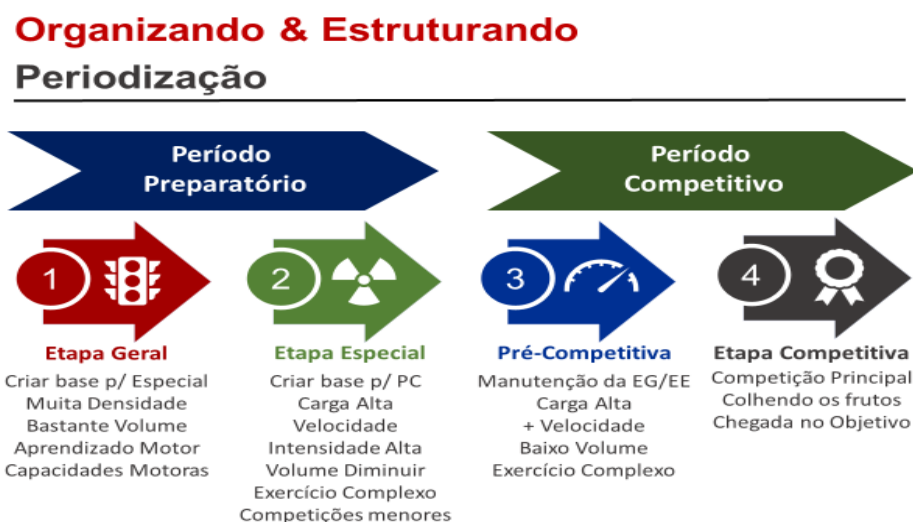 Organizando & Estruturando
Periodização
Período
Preparatório
Período
Competitivo
1
2
3
4
Etapa Geral
Criar base p/ Especial
Muita Densidade
Bastante Volume
Aprendizado Motor
Capacidades Motoras
Etapa Especial
Criar base p/ PC
Carga Alta
Velocidade
Intensidade Alta
Volume Diminuir
Exercício Complexo
Competições menores
Pré-Competitiva
Manutenção da EG/EE
Carga Alta
+ Velocidade
Baixo Volume
Exercício Complexo
Etapa Competitiva
Competição Principal
Colhendo os frutos
Chegada no Objetivo